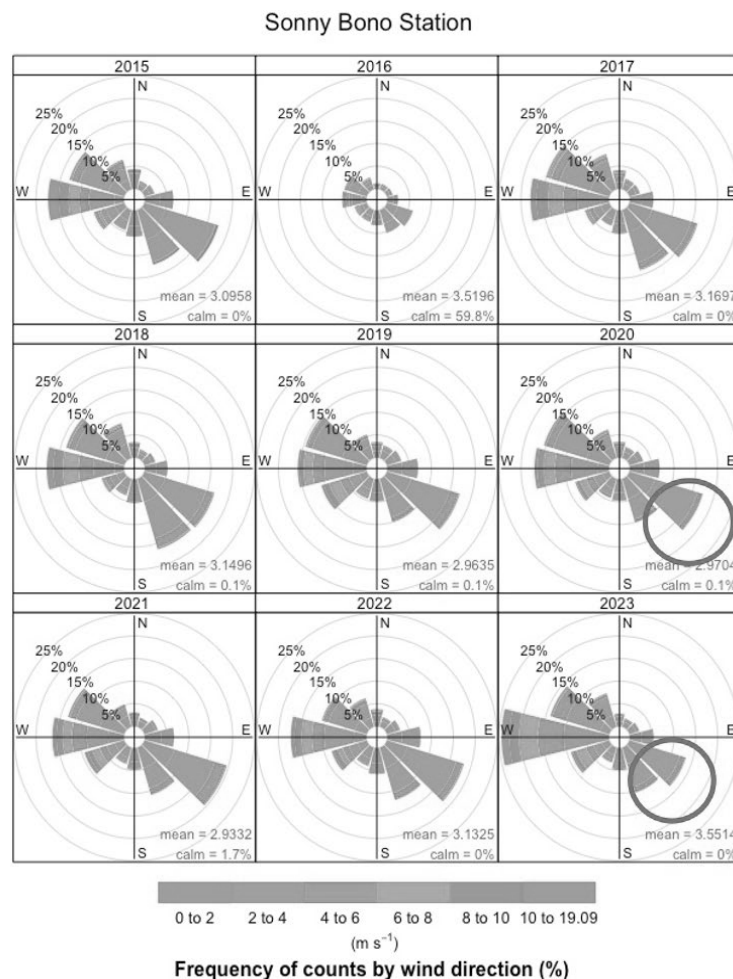 Sonny Bono Station
2015 2016 2017
N N N
25% 25% 25%
20% 20% 20%
15% 15% 15%
10% 10% 10%
5% 5% 5%
W E W E W E
mean = 3.0958 mean = 3.5196 mean = 3.1697
S calm = 0% S calm = 59.8% S calm = 0%
2018 2019 2020
N N N
25% 25% 25%
20% 20% 20%
15% 15% 15%
10% 10% 10%
5% 5% 5%
W E W E W E
mean = 3.1496 mean = 2.9635 mean = 2.9704
S calm = 0.1% S calm = 0.1% S calm = 0.1%
2021 2022 2023
N N N
25% 25% 25%
20% 20% 20%
15% 15% 15%
10% 10% 10%
5% 5% 5%
W E W E W E
mean = 2.9332 mean = 3.1325 mean = 3.5514
S calm = 1.7% S calm = 0% S calm = 0%
0 to 2 2 to 4 4 to 6 6 to 8 8 to 10 10 to 19.09
(m s⁻¹)
Frequency of counts by wind direction (%)